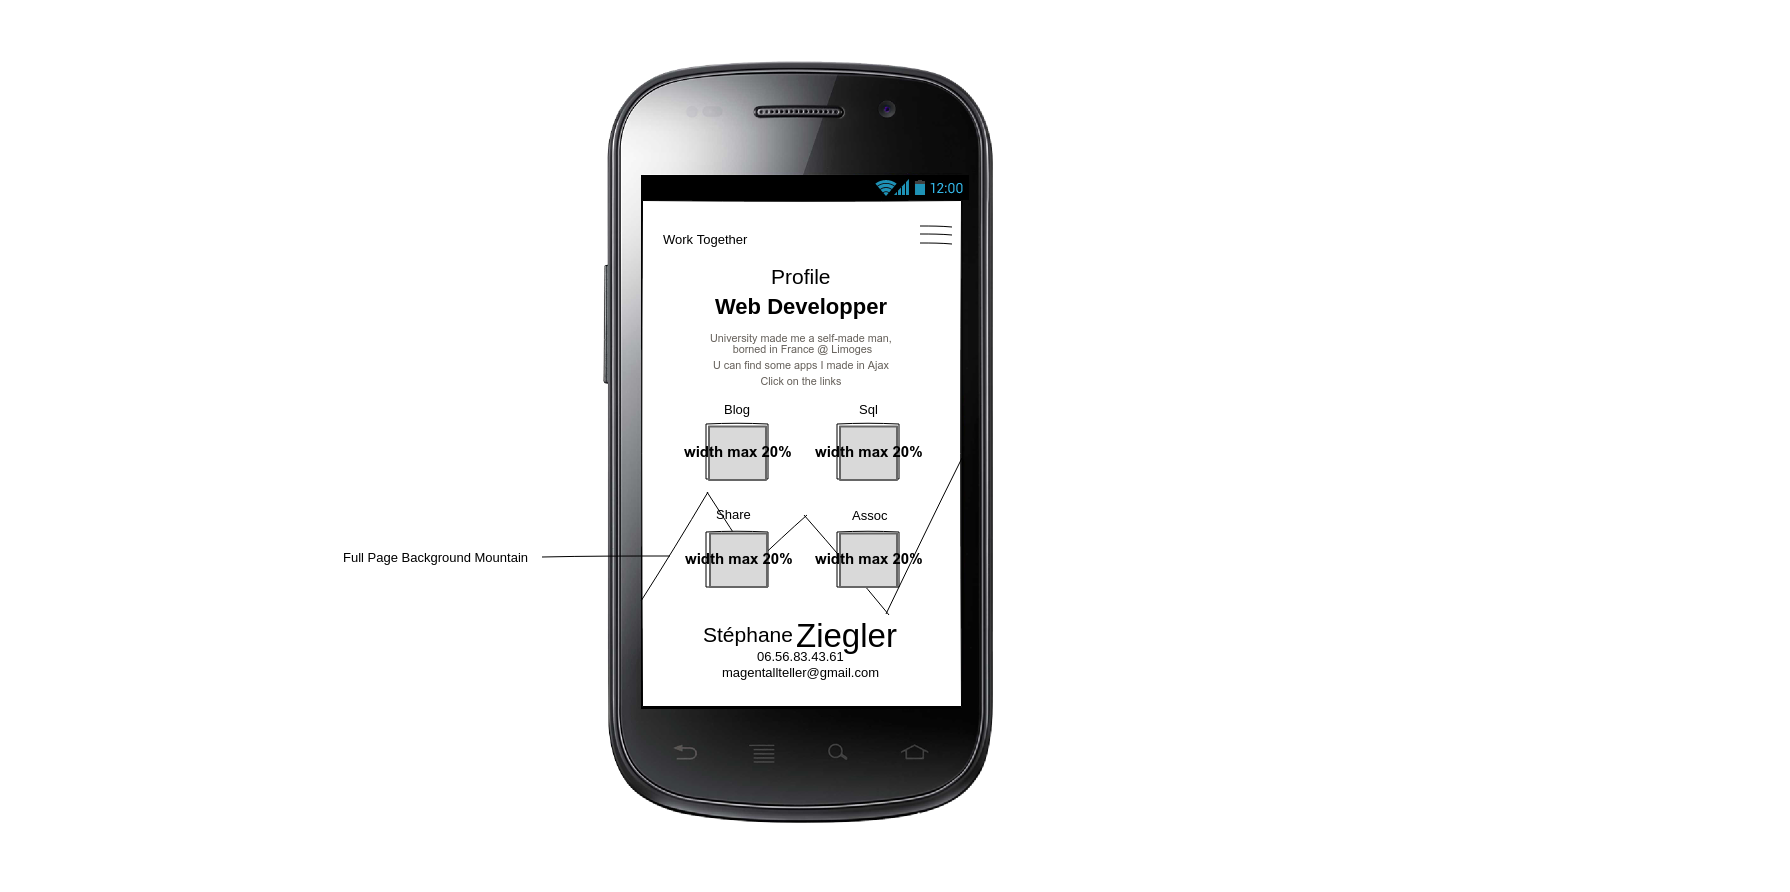 12:00
Work Together
Profile
Web Developper
University made me a self-made man,
borned in France @ Limoges
U can find some apps I made in Ajax
Click on the links
Blog
Sql
width max 20%
width max 20%
Share
Assoc
width max 20%
width max 20%
Full Page Background Mountain
Stéphane Ziegler
06.56.83.43.61
magentallteller@gmail.com